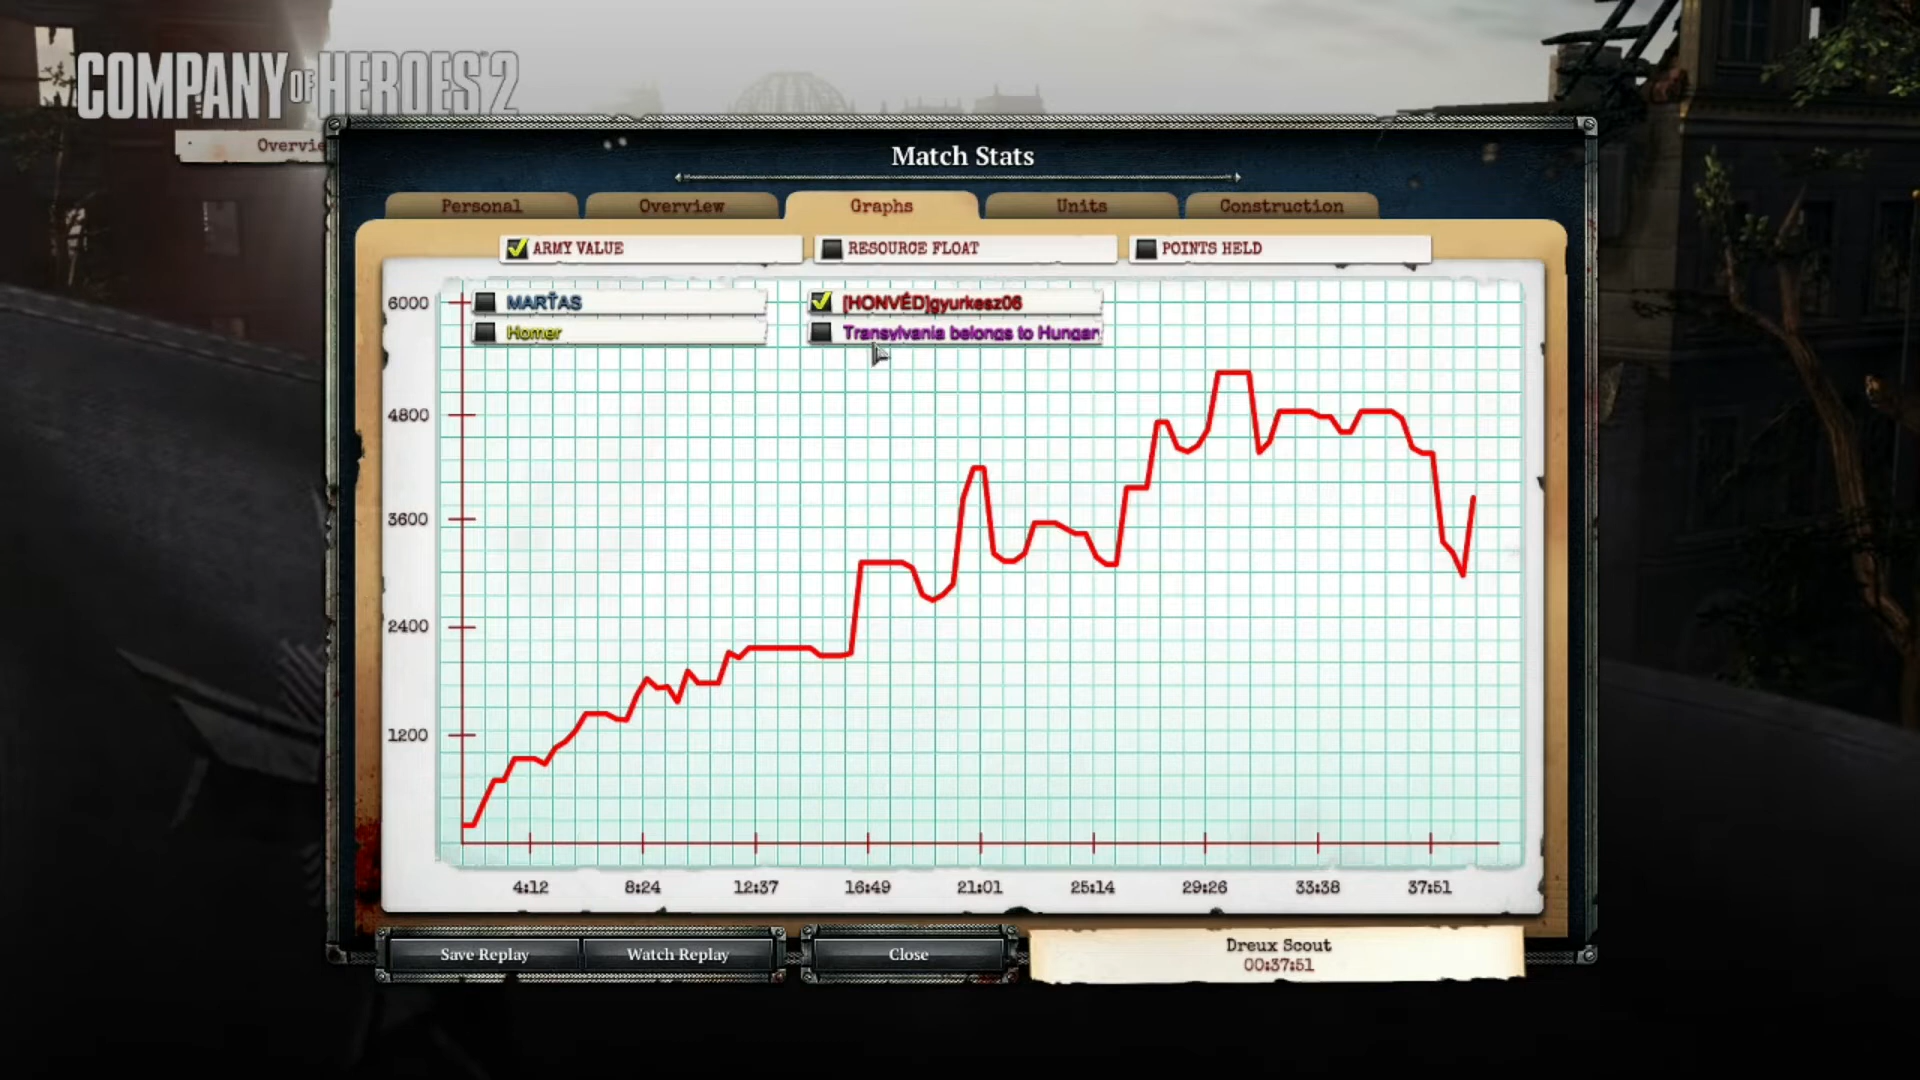 COMPANY OF HEROES 2
Overvie
Match Stats
Personal
Overview
Graphs
Units
Construction
ARMY VALUE
RESOURCE FLOAT
POINTS HELD
MARŤAS
[HONVÉD]gyurkesz06
Homer
Transylvania belongs to Hungar
6000
4800
3600
2400
1200
4:12
8:24
12:37
16:49
21:01
25:14
29:26
33:38
37:51
Save Replay
Watch Replay
Close
Dreux Scout
00:37:51